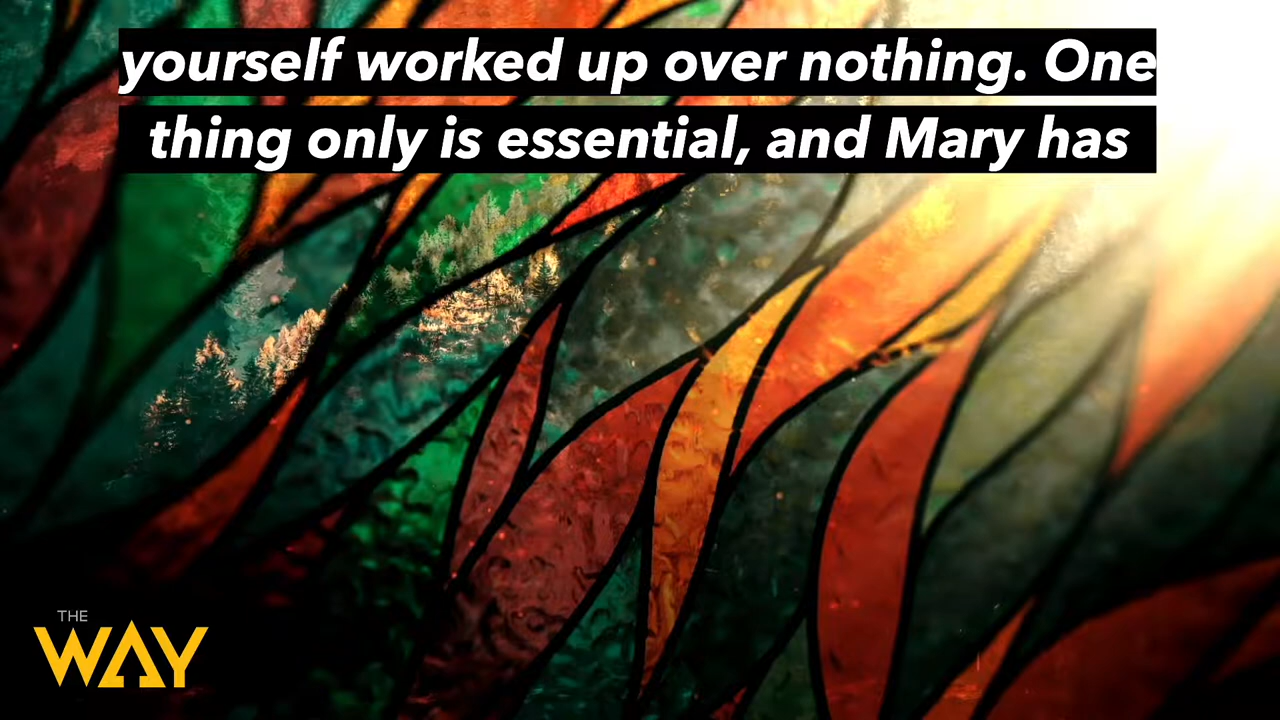 yourself worked up over nothing. One
thing only is essential, and Mary has
THE
WAY